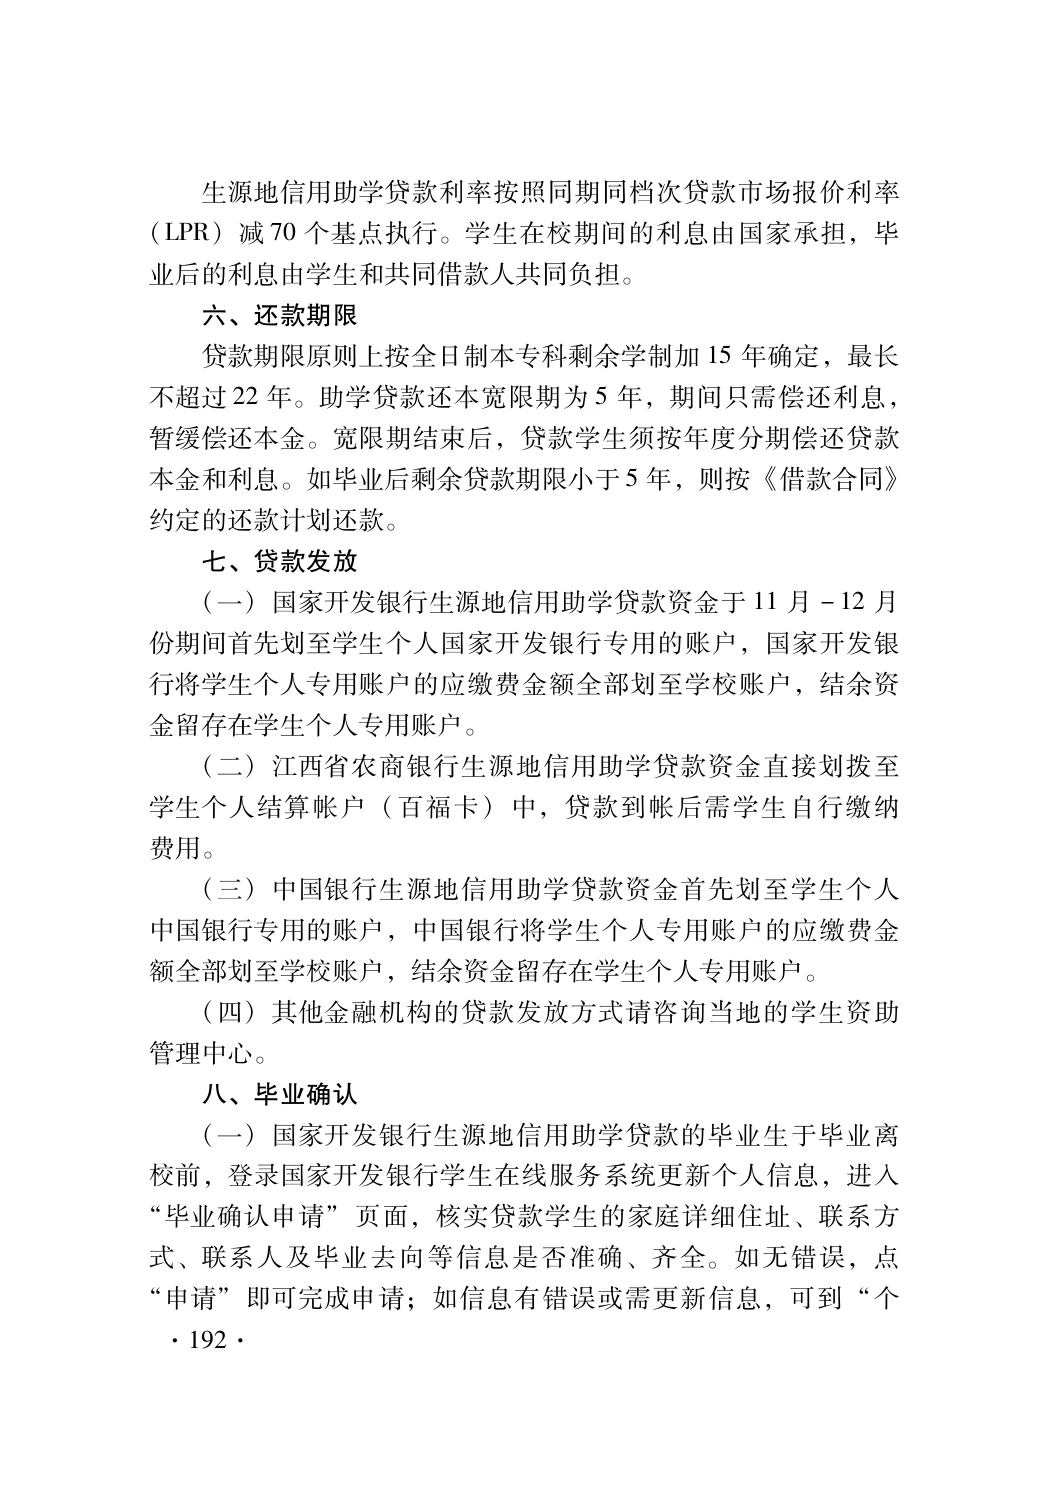 生源地信用助学贷款利率按照同期同档次贷款市场报价利率
（LPR）减 70 个基点执行。学生在校期间的利息由国家承担，毕
业后的利息由学生和共同借款人共同负担。
六、还款期限
贷款期限原则上按全日制本专科剩余学制加 15 年确定，最长
不超过 22 年。助学贷款还本宽限期为 5 年，期间只需偿还利息，
暂缓偿还本金。宽限期结束后，贷款学生须按年度分期偿还贷款
本金和利息。如毕业后剩余贷款期限小于 5 年，则按《借款合同》
约定的还款计划还款。
七、贷款发放
（一）国家开发银行生源地信用助学贷款资金于 11 月－12 月
份期间首先划至学生个人国家开发银行专用的账户，国家开发银
行将学生个人专用账户的应缴费金额全部划至学校账户，结余资
金留存在学生个人专用账户。
（二）江西省农商银行生源地信用助学贷款资金直接划拨至
学生个人结算帐户（百福卡）中，贷款到帐后需学生自行缴纳
费用。
（三）中国银行生源地信用助学贷款资金首先划至学生个人
中国银行专用的账户，中国银行将学生个人专用账户的应缴费金
额全部划至学校账户，结余资金留存在学生个人专用账户。
（四）其他金融机构的贷款发放方式请咨询当地的学生资助
管理中心。
八、毕业确认
（一）国家开发银行生源地信用助学贷款的毕业生于毕业离
校前，登录国家开发银行学生在线服务系统更新个人信息，进入
“毕业确认申请”页面，核实贷款学生的家庭详细住址、联系方
式、联系人及毕业去向等信息是否准确、齐全。如无错误，点
“申请”即可完成申请；如信息有错误或需更新信息，可到“个
· 192 ·